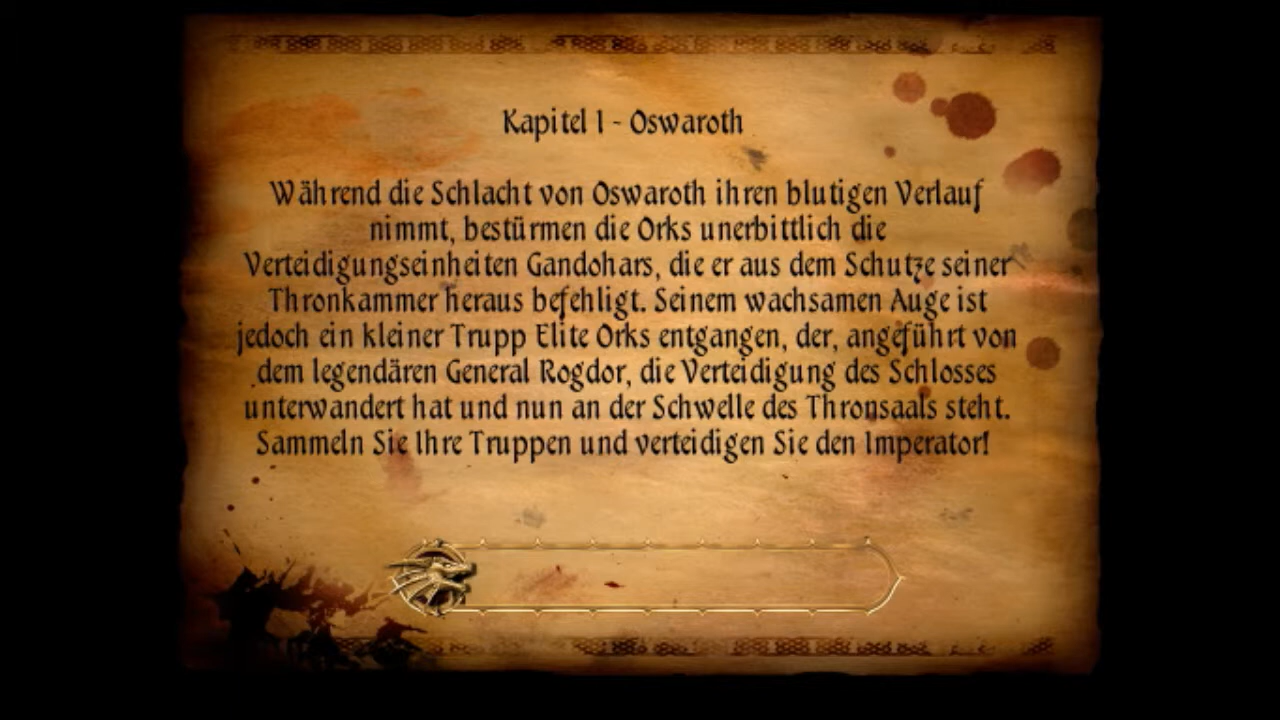 Kapitel 1 - Oswaroth
Während die Schlacht von Oswaroth ihren blutigen Verlauf
nimmt, bestürmen die Orks unerbittlich die
Verteidigungseinheiten Gandohars, die er aus dem Schutze seiner
Thronkammer heraus befehligt. Seinem wachsamen Auge ist
jedoch ein kleiner Trupp Elite Orks entgangen, der, angeführt von
dem legendären General Rogdor, die Verteidigung des Schlosses
unterwandert hat und nun an der Schwelle des Thronsaals steht.
Sammeln Sie Ihre Truppen und verteidigen Sie den Imperator!